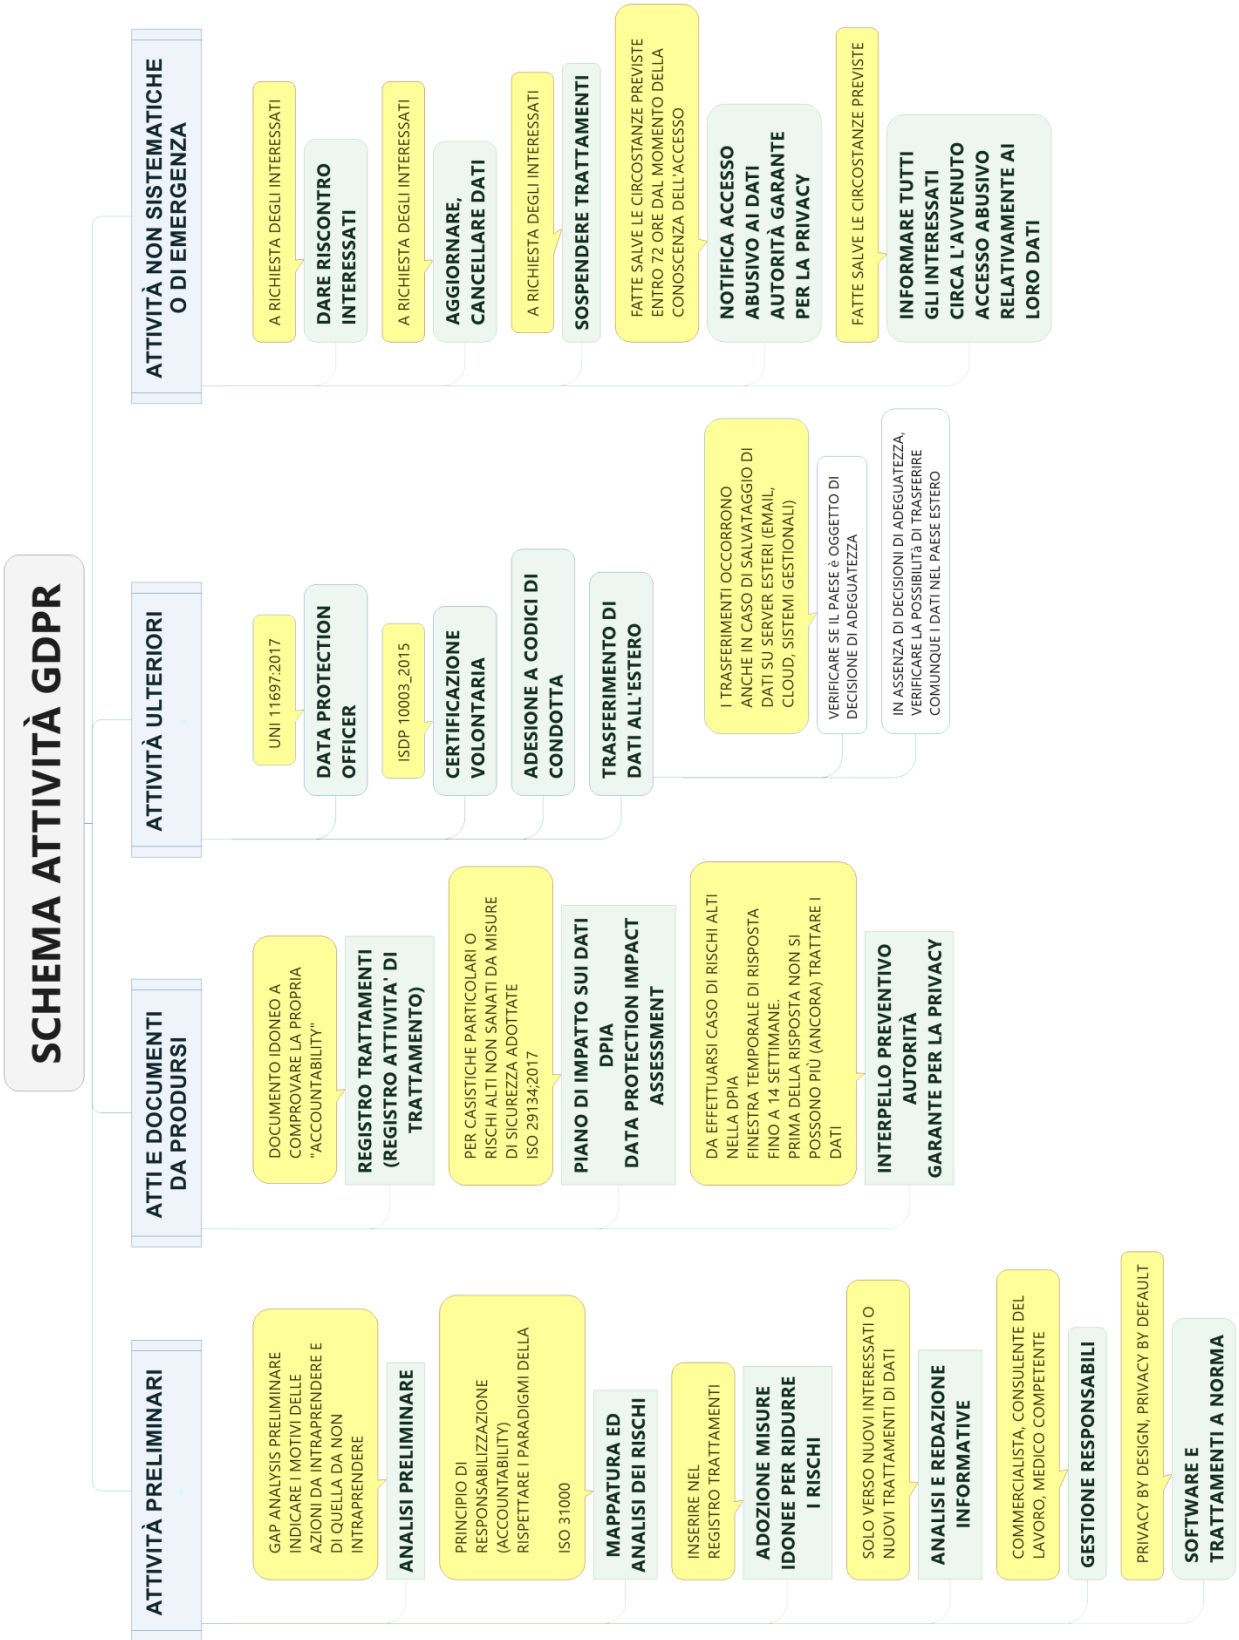 SCHEMA ATTIVITÀ GDPR
ATTIVITÀ PRELIMINARI
GAP ANALYSIS PRELIMINARE
INDICARE I MOTIVI DELLE
AZIONI DA INTRAPRENDERE E
DI QUELLA DA NON
INTRAPRENDERE
ANALISI PRELIMINARE
PRINCIPIO DI
RESPONSABILIZZAZIONE
(ACCOUNTABILITY)
RISPETTARE I PARADIGMI DELLA
ISO 31000
MAPPATURA ED
ANALISI DEI RISCHI
INSERIRE NEL
REGISTRO TRATTAMENTI
ADOZIONE MISURE
IDONEE PER RIDURRE
I RISCHI
SOLO VERSO NUOVI INTERESSATI O
NUOVI TRATTAMENTI DI DATI
ANALISI E REDAZIONE
INFORMATIVE
COMMERCIALISTA, CONSULENTE DEL
LAVORO, MEDICO COMPETENTE
GESTIONE RESPONSABILI
PRIVACY BY DESIGN, PRIVACY BY DEFAULT
SOFTWARE E
TRATTAMENTI A NORMA
ATTI E DOCUMENTI
DA PRODURSI
DOCUMENTO IDONEO A
COMPROVARE LA PROPRIA
"ACCOUNTABILITY"
REGISTRO TRATTAMENTI
(REGISTRO ATTIVITA' DI
TRATTAMENTO)
PER CASISTICHE PARTICOLARI O
RISCHI ALTI NON SANATI DA MISURE
DI SICUREZZA ADOTTATE
ISO 29134;2017
PIANO DI IMPATTO SUI DATI
DPIA
DATA PROTECTION IMPACT
ASSESSMENT
DA EFFETTUARSI CASO DI RISCHI ALTI
NELLA DPIA
FINESTRA TEMPORALE DI RISPOSTA
FINO A 14 SETTIMANE.
PRIMA DELLA RISPOSTA NON SI
POSSONO PIÙ (ANCORA) TRATTARE I
DATI
INTERPELLO PREVENTIVO
AUTORITÀ
GARANTE PER LA PRIVACY
ATTIVITÀ ULTERIORI
UNI 11697:2017
DATA PROTECTION
OFFICER
ISDP 10003_2015
CERTIFICAZIONE
VOLONTARIA
ADESIONE A CODICI DI
CONDOTTA
TRASFERIMENTO DI
DATI ALL'ESTERO
I TRASFERIMENTI OCCORRONO
ANCHE IN CASO DI SALVATAGGIO DI
DATI SU SERVER ESTERI (EMAIL,
CLOUD, SISTEMI GESTIONALI)
VERIFICARE SE IL PAESE è OGGETTO DI
DECISIONE DI ADEGUATEZZA
IN ASSENZA DI DECISIONI DI ADEGUATEZZA,
VERIFICARE LA POSSIBILITà DI TRASFERIRE
COMUNQUE I DATI NEL PAESE ESTERO
ATTIVITÀ NON SISTEMATICHE
O DI EMERGENZA
A RICHIESTA DEGLI INTERESSATI
DARE RISCONTRO
INTERESSATI
A RICHIESTA DEGLI INTERESSATI
AGGIORNARE,
CANCELLARE DATI
A RICHIESTA DEGLI INTERESSATI
SOSPENDERE TRATTAMENTI
FATTE SALVE LE CIRCOSTANZE PREVISTE
ENTRO 72 ORE DAL MOMENTO DELLA
CONOSCENZA DELL'ACCESSO
NOTIFICA ACCESSO
ABUSIVO AI DATI
AUTORITÀ GARANTE
PER LA PRIVACY
FATTE SALVE LE CIRCOSTANZE PREVISTE
INFORMARE TUTTI
GLI INTERESSATI
CIRCA L'AVVENUTO
ACCESSO ABUSIVO
RELATIVAMENTE AI
LORO DATI